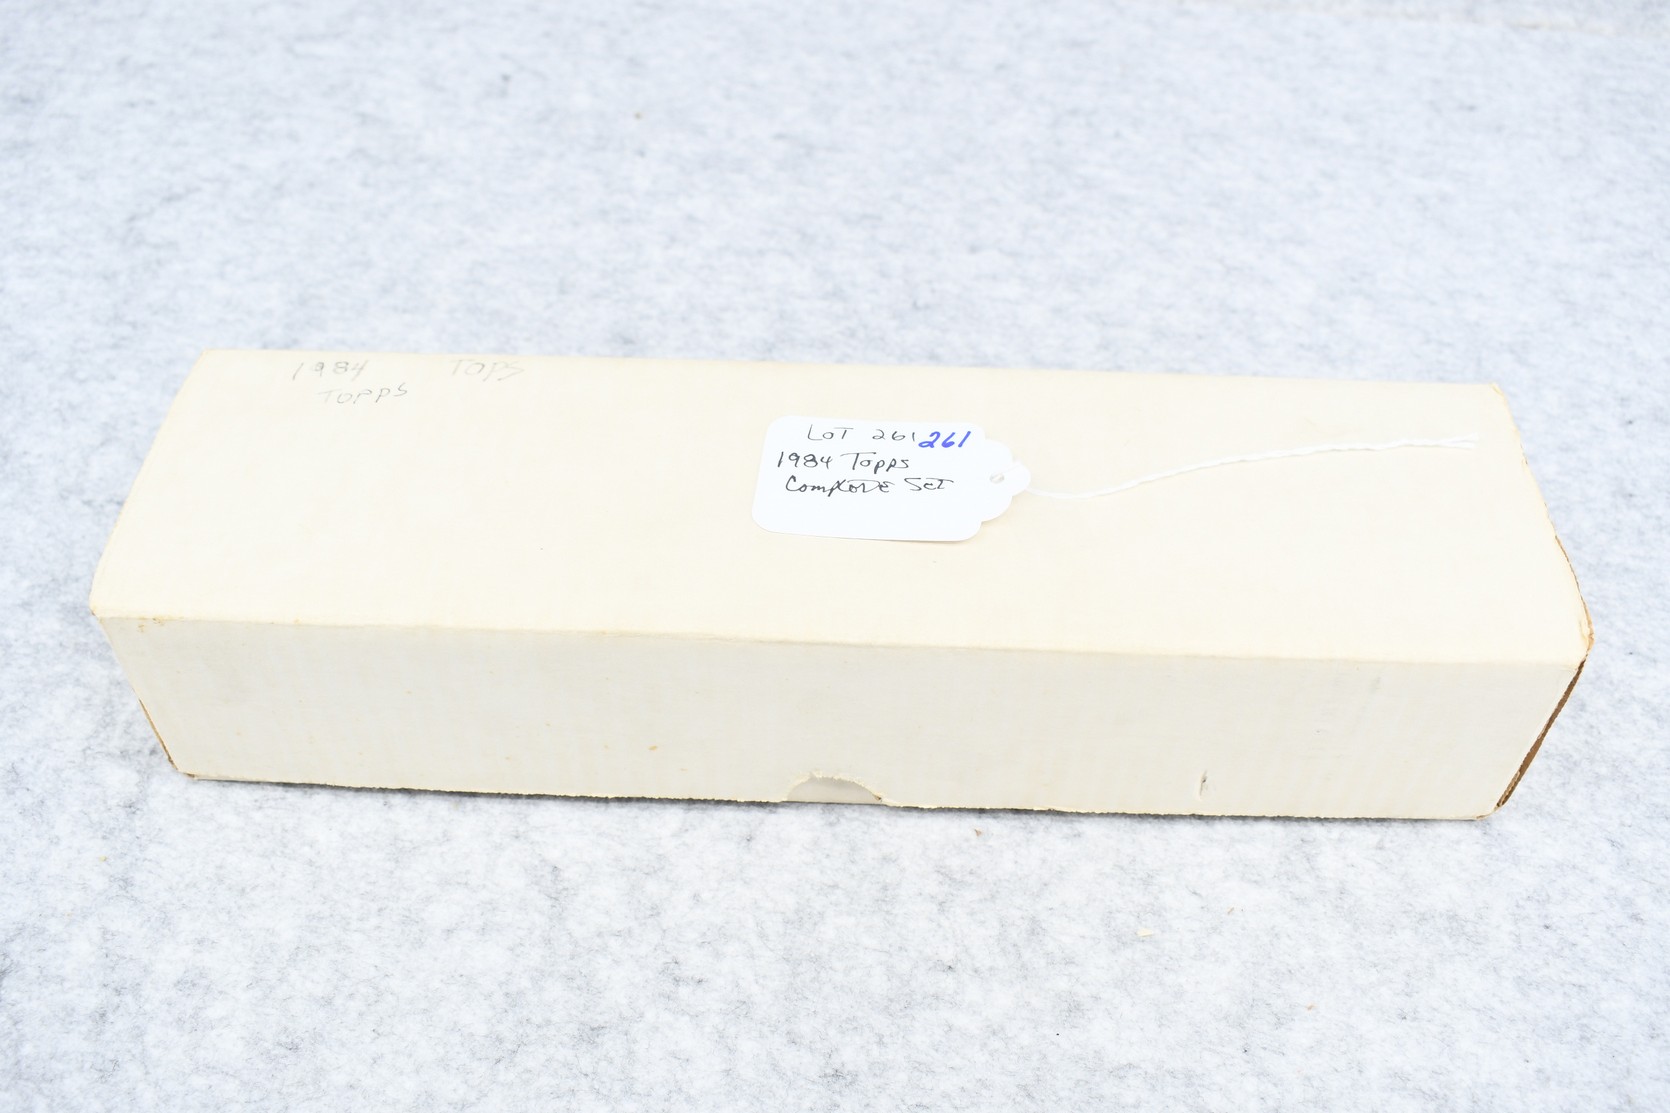 1984 TOPS
TOPPS
LOT 261 261
1984 Topps
Complete Set